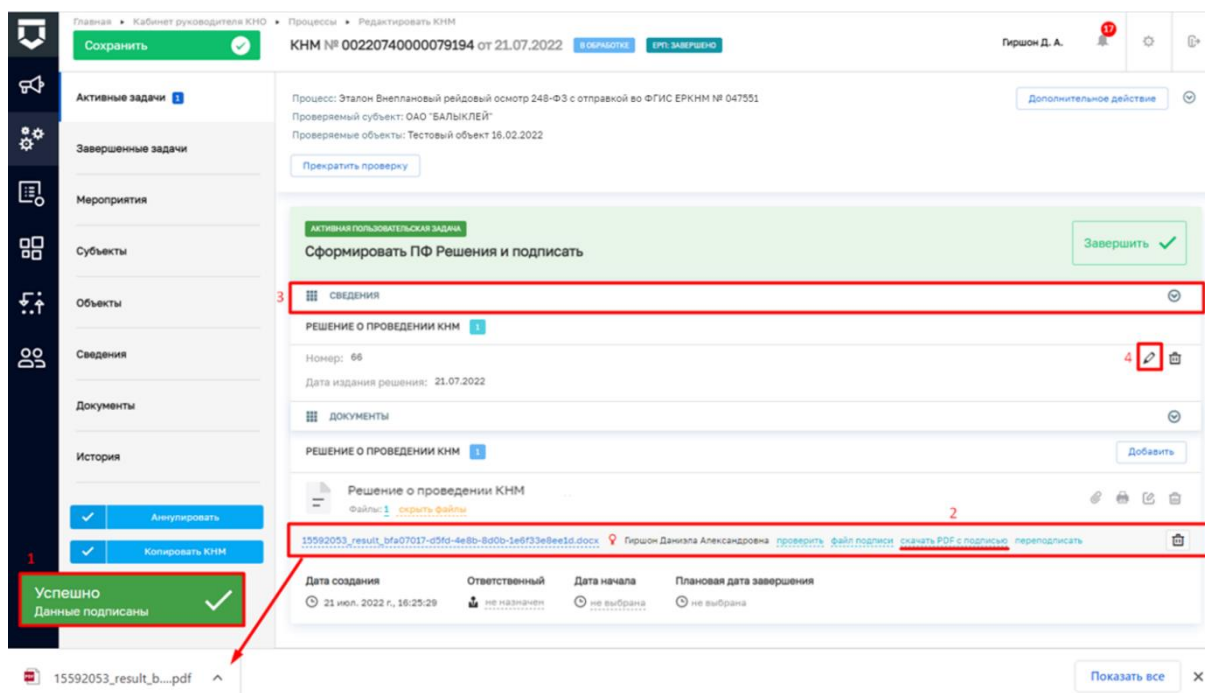 Главная ▸ Кабинет руководителя КНО ▸ Процессы ▸ Редактировать КНМ
Сохранить
КНМ № 00220740000079194 от 21.07.2022 В ОБРАБОТКЕ ЕРП: ЗАВЕРШЕНО
Гиршон Д. А.
17
Активные задачи 1
Завершенные задачи
Мероприятия
Субъекты
Объекты
Сведения
Документы
История
Аннулировать
Копировать КНМ
Процесс: Эталон Внеплановый рейдовый осмотр 248-ФЗ с отправкой во ФГИС ЕРКНМ № 047551
Дополнительное действие
Проверяемый субъект: ОАО "БАЛЫКЛЕЙ"
Проверяемые объекты: Тестовый объект 16.02.2022
Прекратить проверку
АКТИВНАЯ ПОЛЬЗОВАТЕЛЬСКАЯ ЗАДАЧА
Сформировать ПФ Решения и подписать
Завершить
3 СВЕДЕНИЯ
РЕШЕНИЕ О ПРОВЕДЕНИИ КНМ 1
Номер: 66
4
Дата издания решения: 21.07.2022
ДОКУМЕНТЫ
РЕШЕНИЕ О ПРОВЕДЕНИИ КНМ 1
Добавить
Решение о проведении КНМ
Файлы: 1 скрыть файлы
2
15592053_result_bfa07017-d5fd-4e8b-8d0b-1e6f33e8ee1d.docx Гиршон Даниэла Александровна проверить файл подписи скачать PDF с подписью переподписать
Дата создания Ответственный Дата начала Плановая дата завершения
21 июл. 2022 г., 16:25:29 не назначен не выбрана не выбрана
1
Успешно
Данные подписаны
15592053_result_b....pdf
Показать все